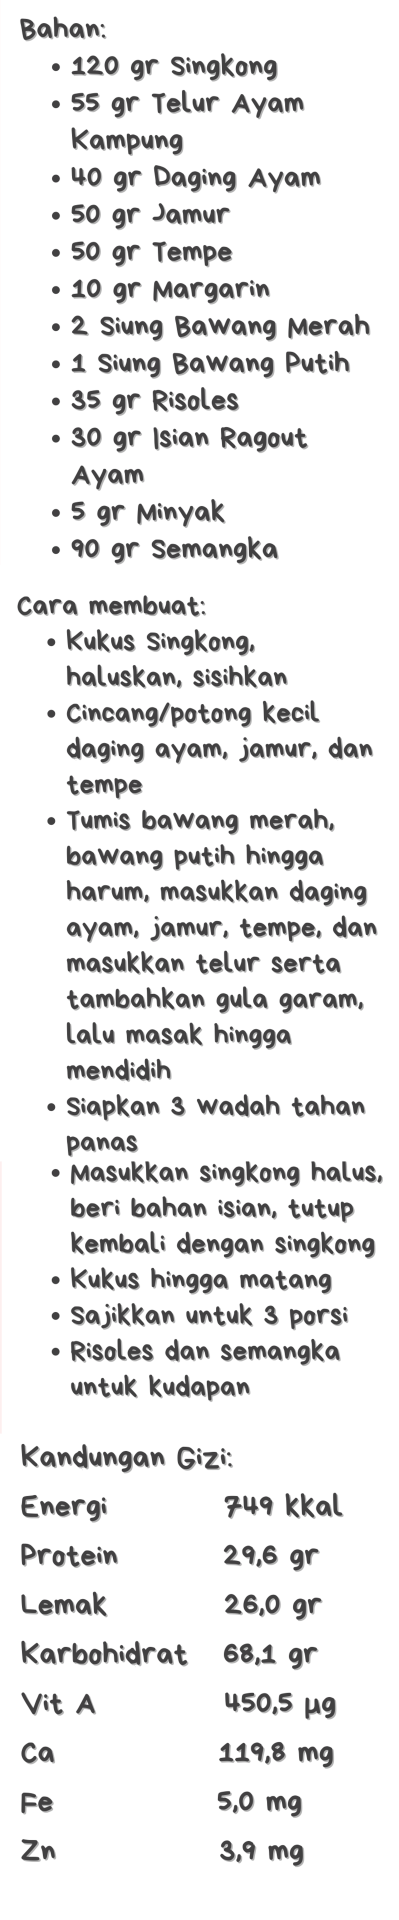 Bahan:
• 120 gr Singkong
• 55 gr Telur Ayam
Kampung
• 40 gr Daging Ayam
• 50 gr Jamur
• 50 gr Tempe
• 10 gr Margarin
• 2 Siung Bawang Merah
• 1 Siung Bawang Putih
• 35 gr Risoles
• 30 gr Isian Ragout
Ayam
• 5 gr Minyak
• 90 gr Semangka
Cara membuat:
• Kukus Singkong,
haluskan, sisihkan
• Cincang/potong kecil
daging ayam, jamur, dan
tempe
• Tumis bawang merah,
bawang putih hingga
harum, masukkan daging
ayam, jamur, tempe, dan
masukkan telur serta
tambahkan gula garam,
lalu masak hingga
mendidih
• Siapkan 3 wadah tahan
panas
• Masukkan singkong halus,
beri bahan isian, tutup
kembali dengan singkong
• Kukus hingga matang
• Sajikkan untuk 3 porsi
• Risoles dan semangka
untuk kudapan
Kandungan Gizi:
Energi 749 kkal
Protein 29,6 gr
Lemak 26,0 gr
Karbohidrat 68,1 gr
Vit A 450,5 µg
Ca 119,8 mg
Fe 5,0 mg
Zn 3,9 mg